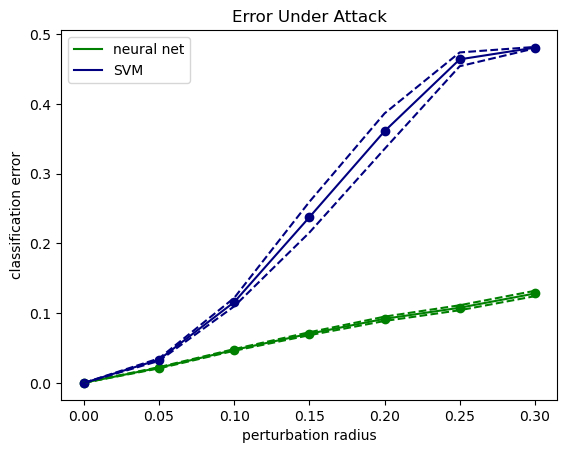 Error Under Attack
neural net
SVM
classification error
0.5
0.4
0.3
0.2
0.1
0.0
0.00 0.05 0.10 0.15 0.20 0.25 0.30
perturbation radius